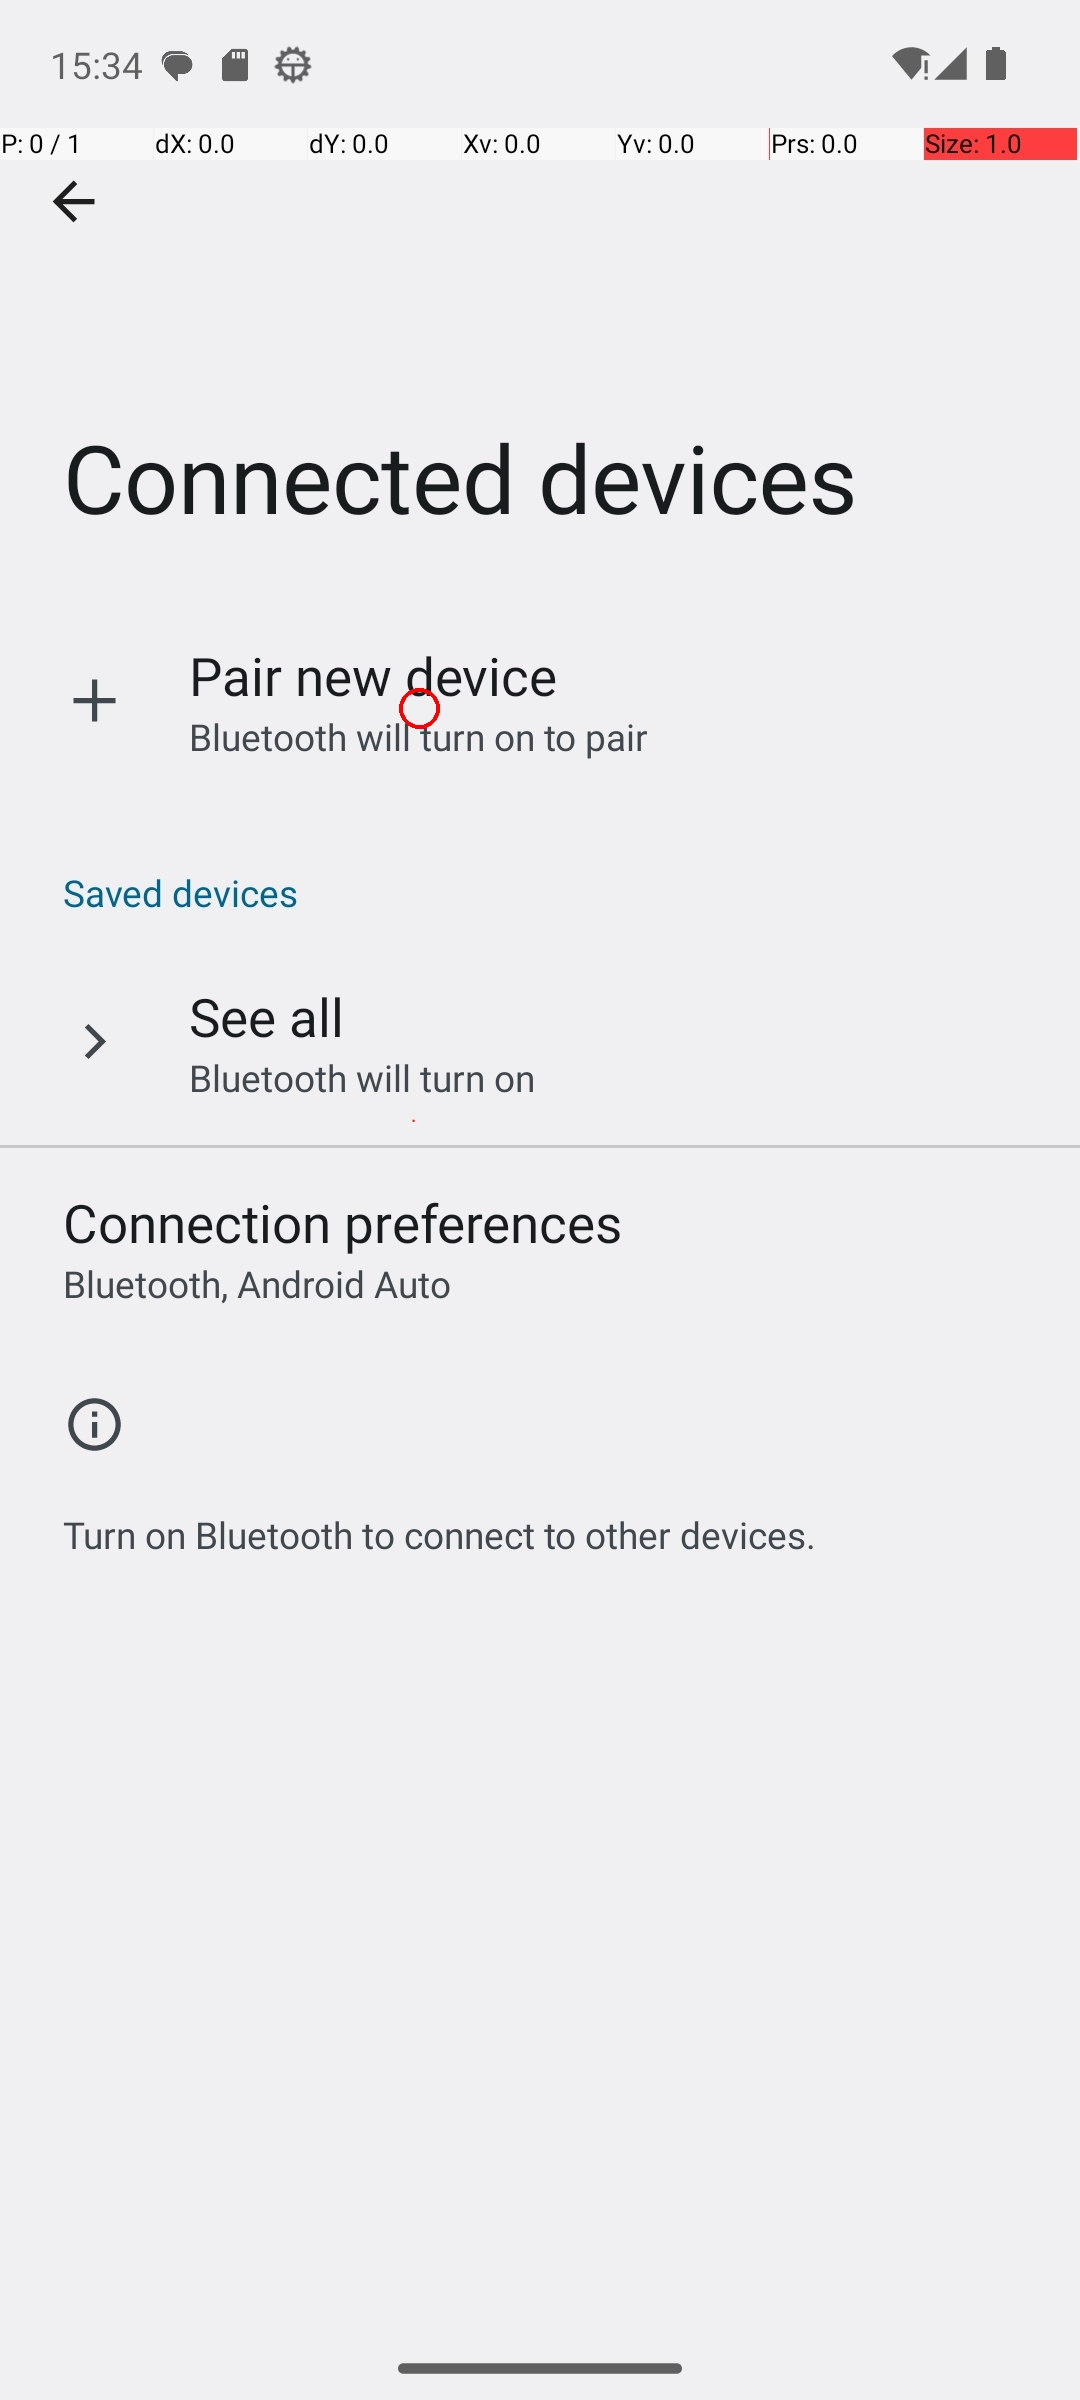 15:34
P: 0 / 1 dX: 0.0 dY: 0.0 Xv: 0.0 Yv: 0.0 Prs: 0.0 Size: 1.0
Connected devices
Pair new device
Bluetooth will turn on to pair
Saved devices
See all
Bluetooth will turn on
Connection preferences
Bluetooth, Android Auto
Turn on Bluetooth to connect to other devices.